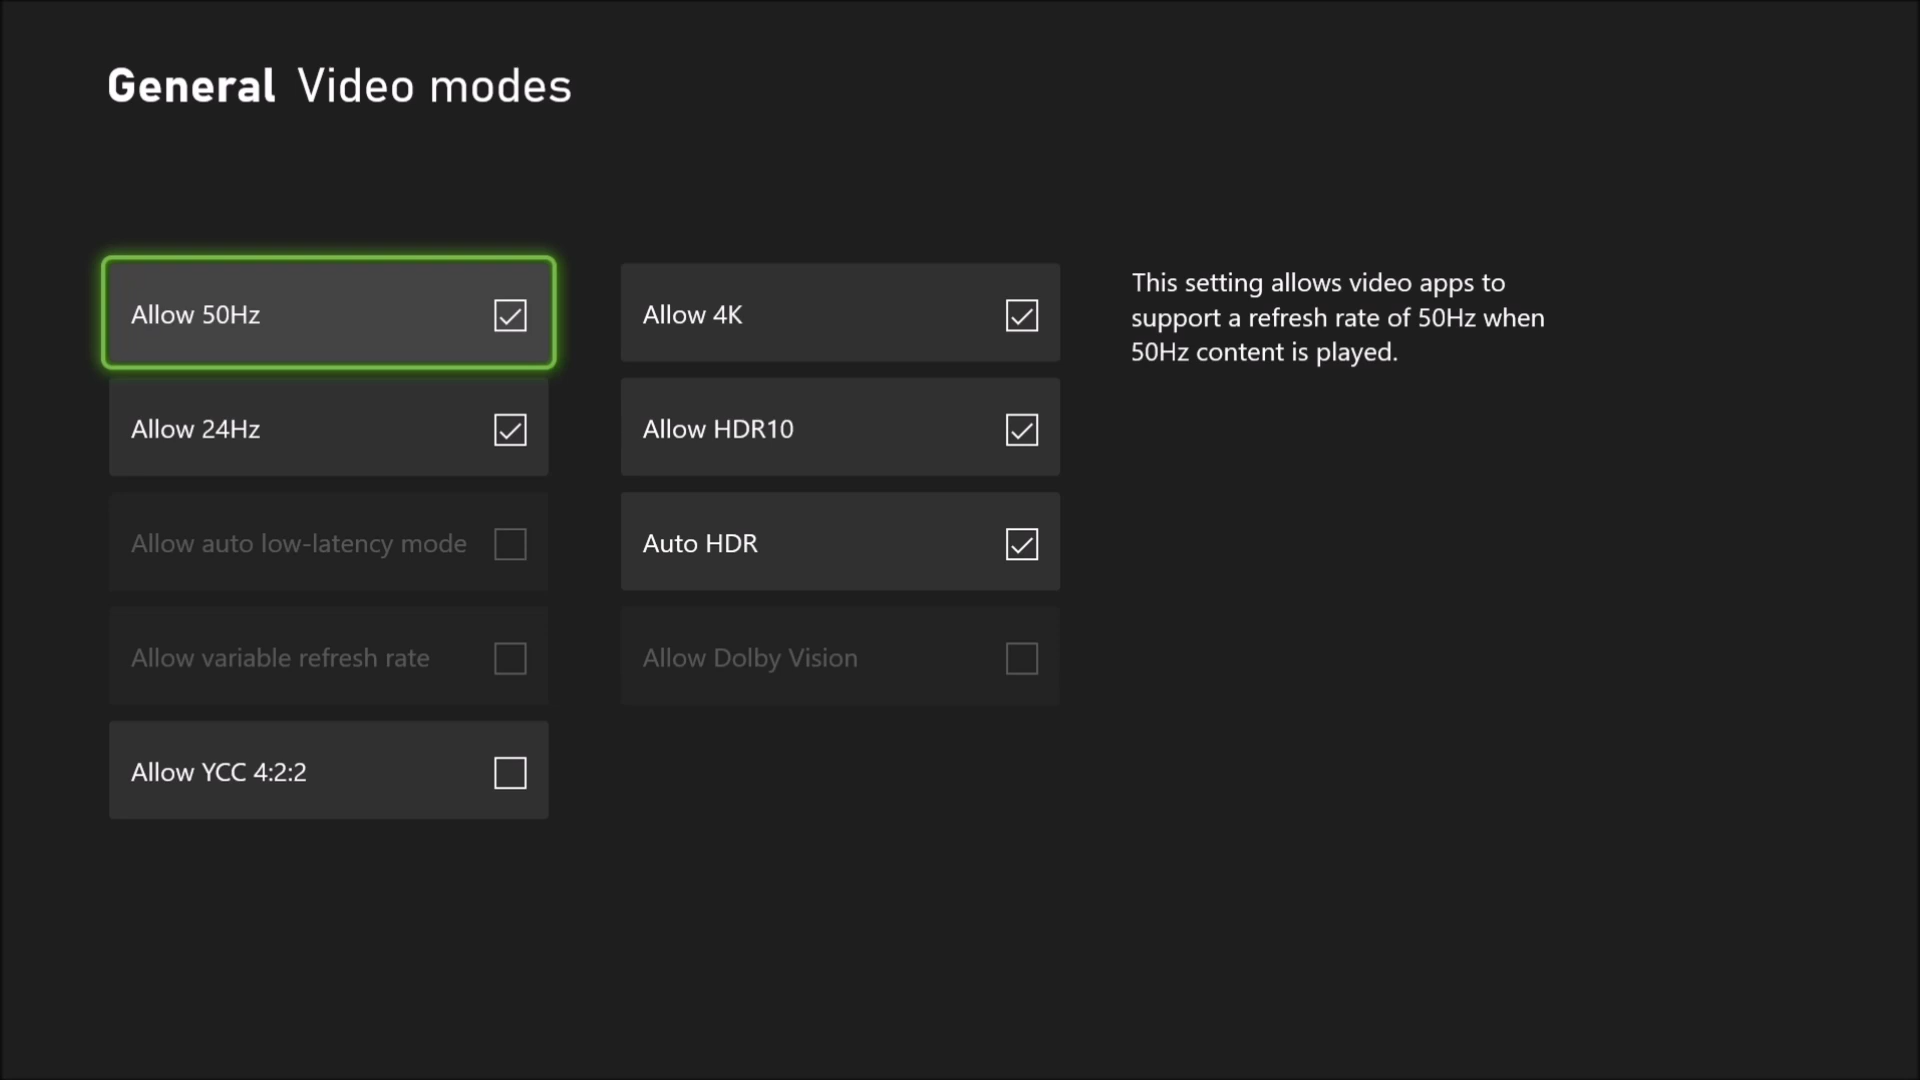 General Video modes
Allow 50Hz
Allow 24Hz
Allow auto low-latency mode
Allow variable refresh rate
Allow YCC 4:2:2
Allow 4K
Allow HDR10
Auto HDR
Allow Dolby Vision
This setting allows video apps to
support a refresh rate of 50Hz when
50Hz content is played.